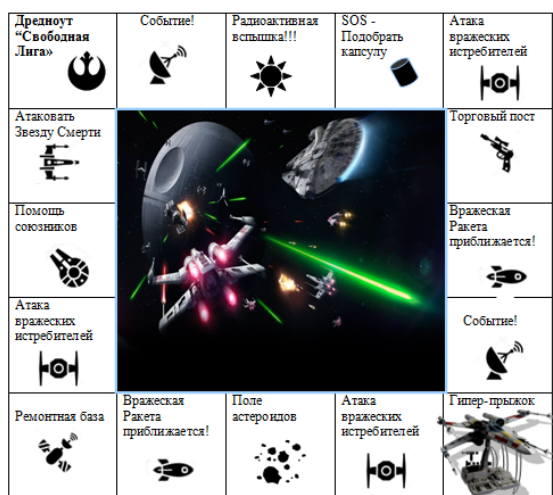 Дредноут
“Свободная
Лига»
Событие!
Радиоактивная
вспышка!!!
SOS -
Подобрать
капсулу
Атака
вражеских
истребителей
Атаковать
Звезду Смерти
Торговый пост
Помощь
союзников
Вражеская
Ракета
приближается!
Атака
вражеских
истребителей
Событие!
Ремонтная база
Вражеская
Ракета
приближается!
Поле
астероидов
Атака
вражеских
истребителей
Гипер-прыжок